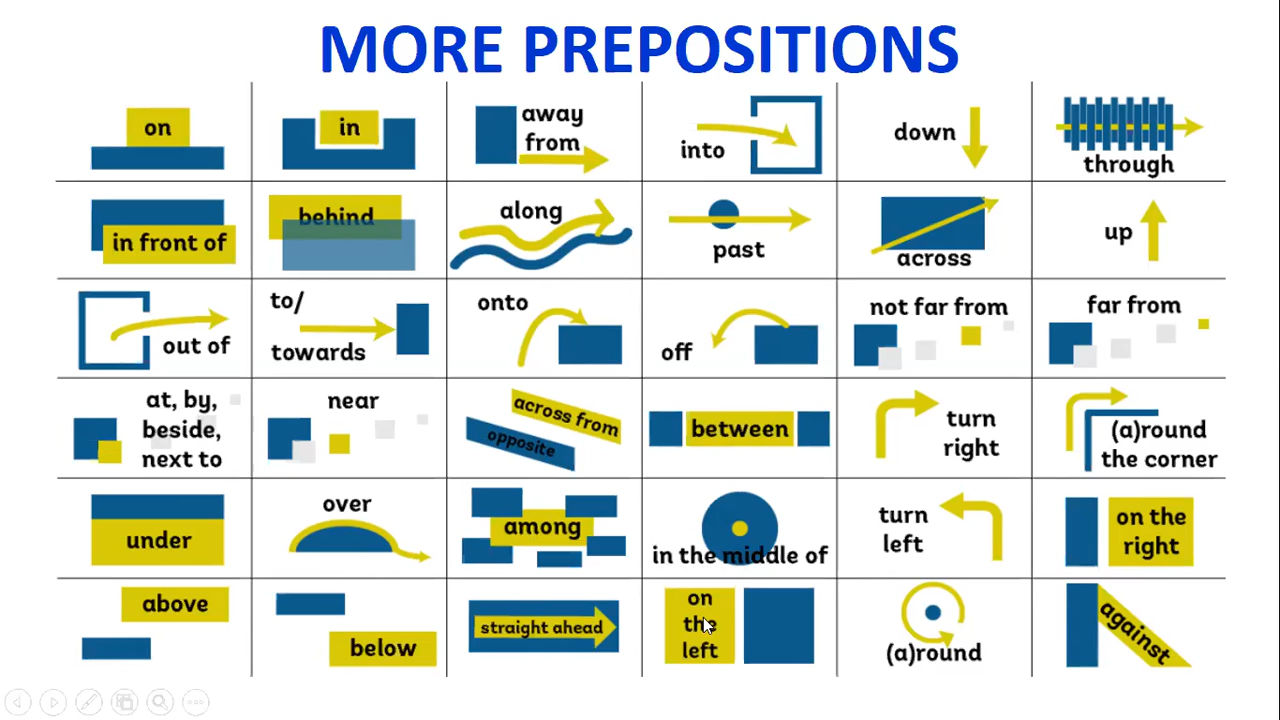 MORE PREPOSITIONS
on
in
away
from
into
down
through
in front of
behind
along
past
across
up
out of
to/
towards
onto
off
not far from
far from
at, by,
beside,
next to
near
across from
opposite
between
turn
right
(a)round
the corner
under
over
among
in the middle of
turn
left
on the
right
above
below
straight ahead
on
the
left
(a)round
against